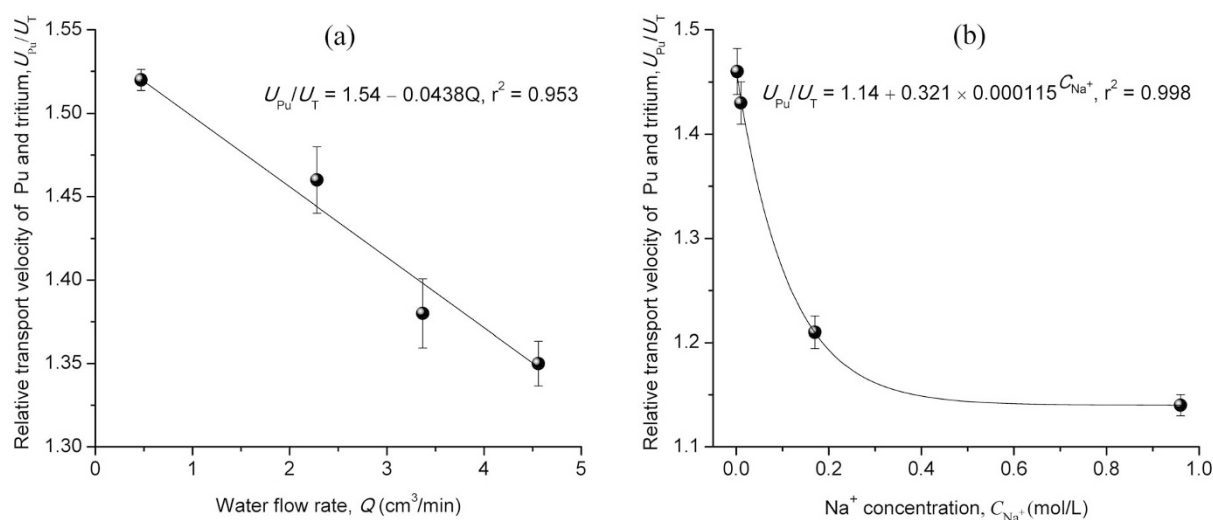 (a)
U_Pu/U_T = 1.54 − 0.0438Q, r² = 0.953
Relative transport velocity of Pu and tritium, U_Pu/U_T
1.55
1.50
1.45
1.40
1.35
1.30
0 1 2 3 4 5
Water flow rate, Q (cm³/min)
(b)
U_Pu/U_T = 1.14 + 0.321 × 0.000115^C_Na⁺, r² = 0.998
Relative transport velocity of Pu and tritium, U_Pu/U_T
1.5
1.4
1.3
1.2
1.1
0.0 0.2 0.4 0.6 0.8 1.0
Na⁺ concentration, C_Na⁺ (mol/L)